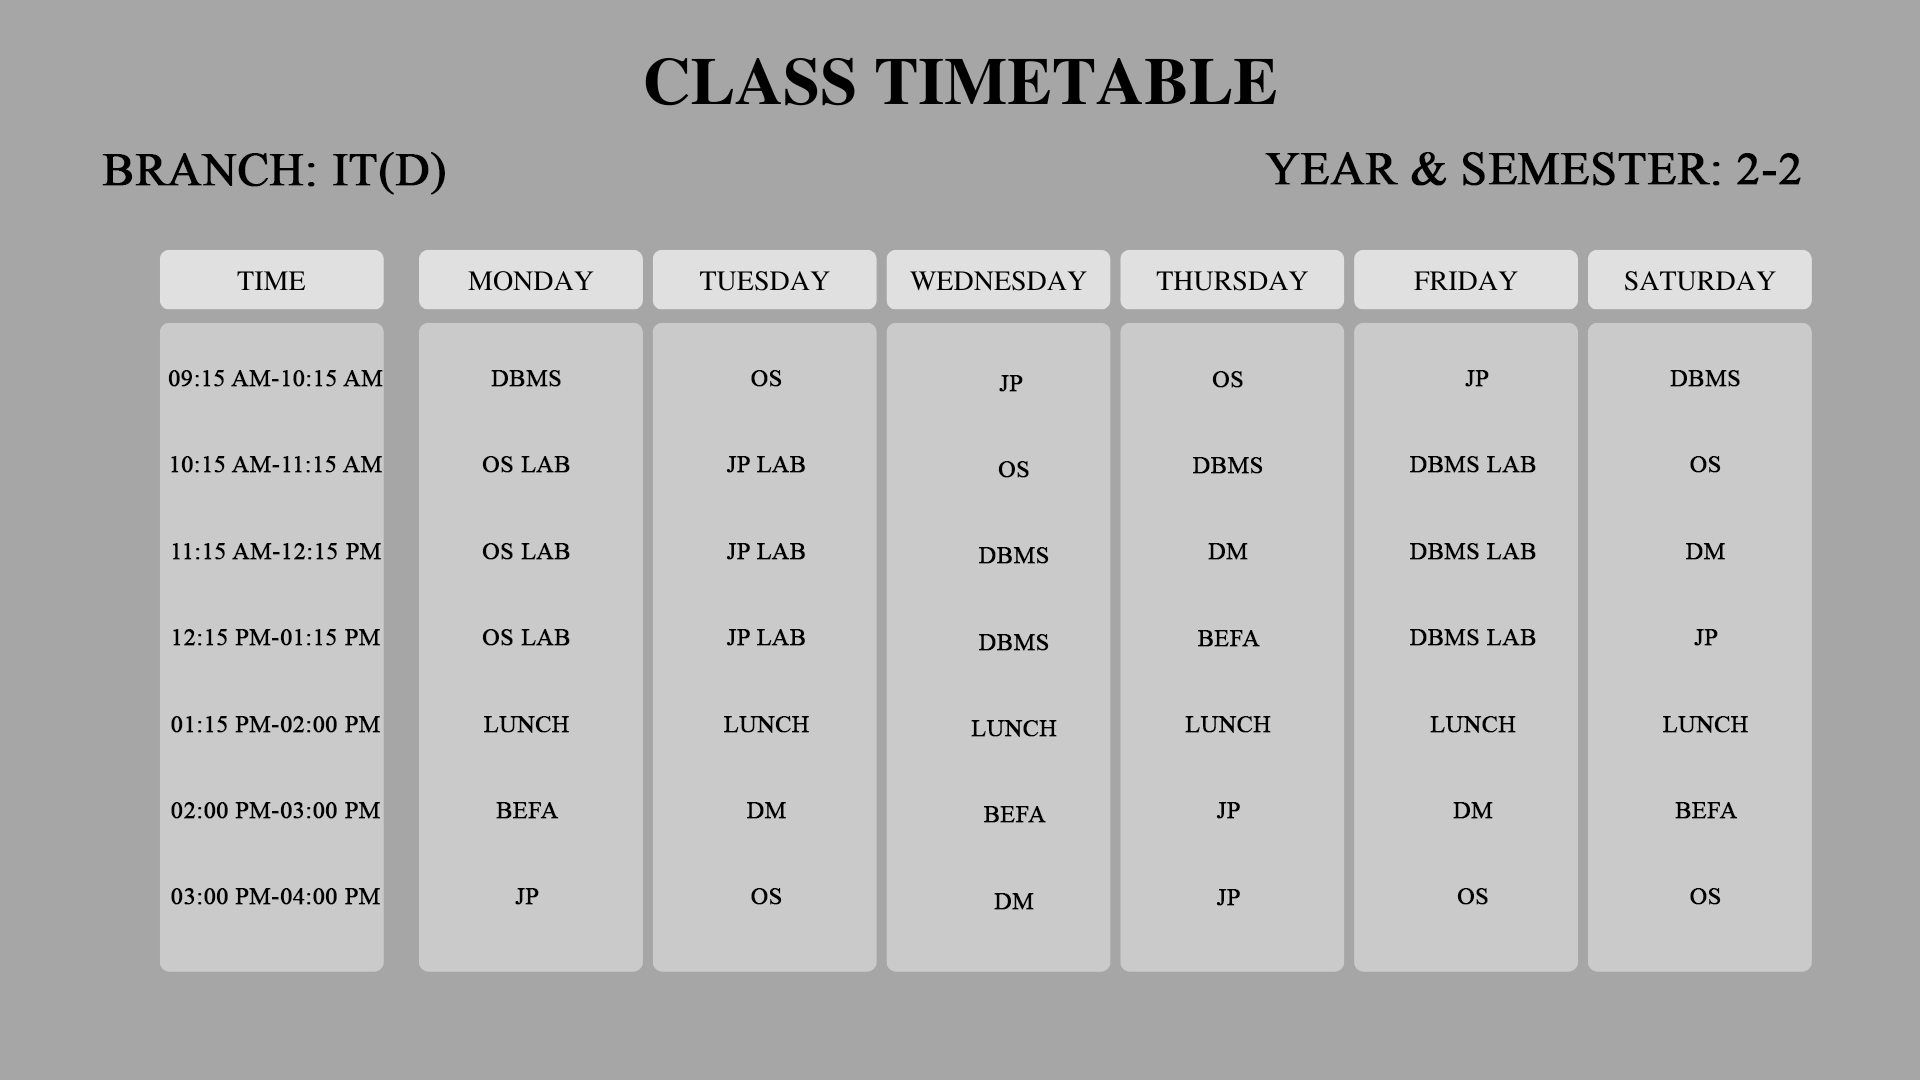 CLASS TIMETABLE
BRANCH: IT(D) YEAR & SEMESTER: 2-2
TIME MONDAY TUESDAY WEDNESDAY THURSDAY FRIDAY SATURDAY
09:15 AM-10:15 AM DBMS OS JP OS JP DBMS
10:15 AM-11:15 AM OS LAB JP LAB OS DBMS DBMS LAB OS
11:15 AM-12:15 PM OS LAB JP LAB DBMS DM DBMS LAB DM
12:15 PM-01:15 PM OS LAB JP LAB DBMS BEFA DBMS LAB JP
01:15 PM-02:00 PM LUNCH LUNCH LUNCH LUNCH LUNCH LUNCH
02:00 PM-03:00 PM BEFA DM BEFA JP DM BEFA
03:00 PM-04:00 PM JP OS DM JP OS OS